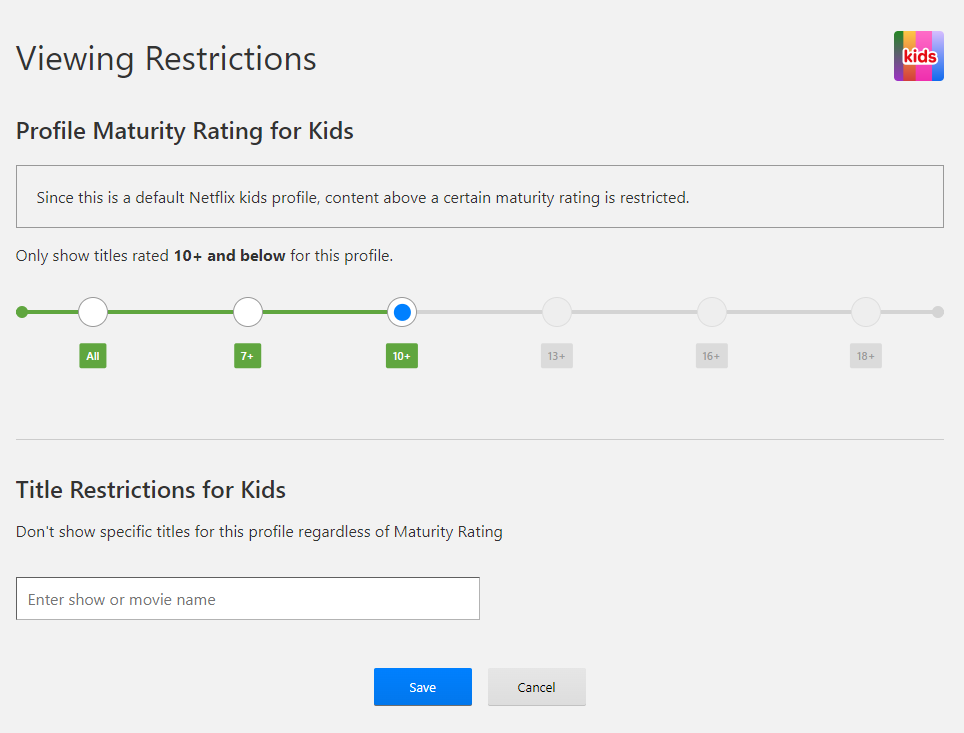 Viewing Restrictions
kids
Profile Maturity Rating for Kids
Since this is a default Netflix kids profile, content above a certain maturity rating is restricted.
Only show titles rated 10+ and below for this profile.
All 7+ 10+ 13+ 16+ 18+
Title Restrictions for Kids
Don't show specific titles for this profile regardless of Maturity Rating
Enter show or movie name
Save Cancel